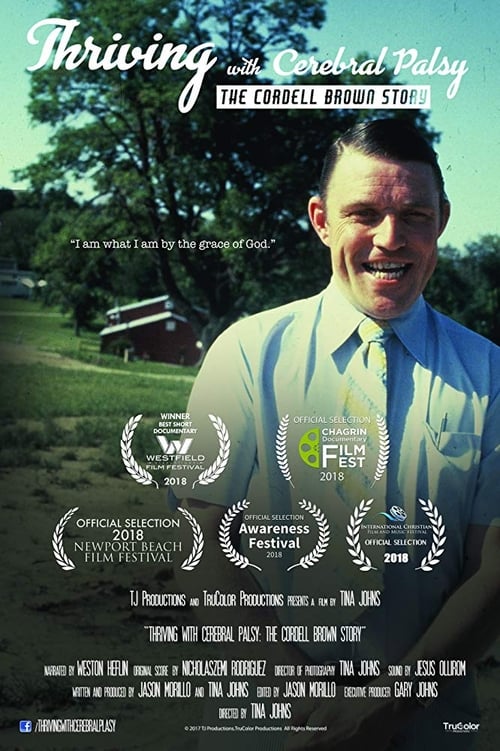 Thriving with Cerebral Palsy
THE CORDELL BROWN STORY
“I am what I am by the grace of God.”
WINNER
BEST SHORT
DOCUMENTARY
WESTFIELD
FILM FESTIVAL
2018
OFFICIAL SELECTION
CHAGRIN
Documentary
FILM
FEST
2018
OFFICIAL SELECTION
2018
NEWPORT BEACH
FILM FESTIVAL
OFFICIAL SELECTION
Awareness
Festival
2018
INTERNATIONAL CHRISTIAN
FILM AND MUSIC FESTIVAL
OFFICIAL SELECTION
2018
TJ PRODUCTIONS AND TRUCOLOR PRODUCTIONS PRESENTS A FILM BY TINA JOHNS
"THRIVING WITH CEREBRAL PALSY: THE CORDELL BROWN STORY"
NARRATED BY WESTON HEFLIN ORIGINAL SCORE BY NICHOLASZEMI RODRIGUEZ DIRECTOR OF PHOTOGRAPHY TINA JOHNS SOUND BY JESUS OLLIROM
WRITTEN AND PRODUCED BY JASON MORILLO AND TINA JOHNS EDITED BY JASON MORILLO EXECUTIVE PRODUCER GARY JOHNS
DIRECTED BY TINA JOHNS
f /THRIVINGWITHCEREBRALPLASY
© 2017 TJ Productions.TruColor Productions All Rights Reserved
TruColor